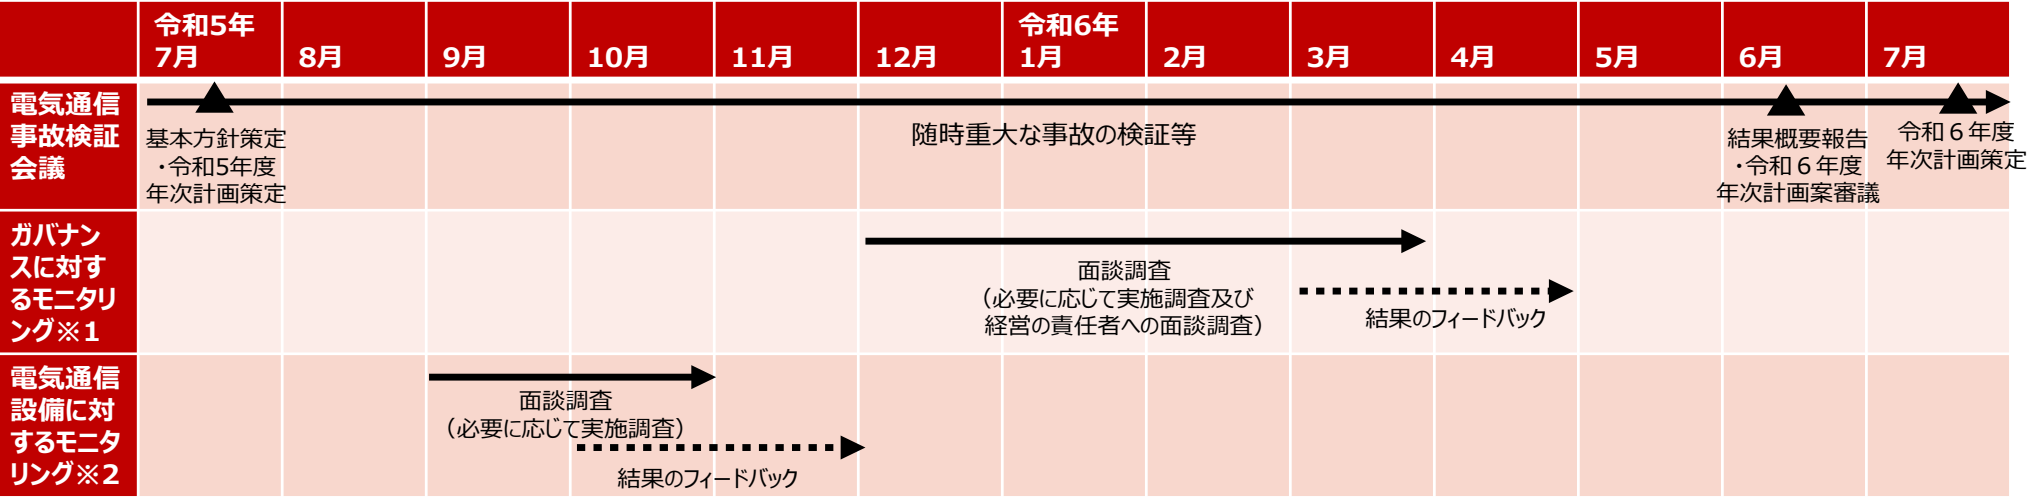 令和5年
7月
8月
9月
10月
11月
12月
令和6年
1月
2月
3月
4月
5月
6月
7月
電気通信
事故検証
会議
基本方針策定
・令和5年度
年次計画策定
随時重大な事故の検証等
結果概要報告
・令和６年度
年次計画案審議
令和６年度
年次計画策定
ガバナン
スに対す
るモニタリ
ング※1
面談調査
（必要に応じて実施調査及び
経営の責任者への面談調査）
結果のフィードバック
電気通信
設備に対
するモニタ
リング※2
面談調査
（必要に応じて実施調査）
結果のフィードバック